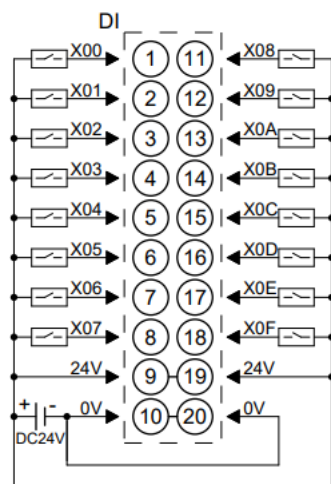 DI
X00 1 11 X08
X01 2 12 X09
X02 3 13 X0A
X03 4 14 X0B
X04 5 15 X0C
X05 6 16 X0D
X06 7 17 X0E
X07 8 18 X0F
24V 9 19 24V
+ - 0V 10 20 0V
DC24V